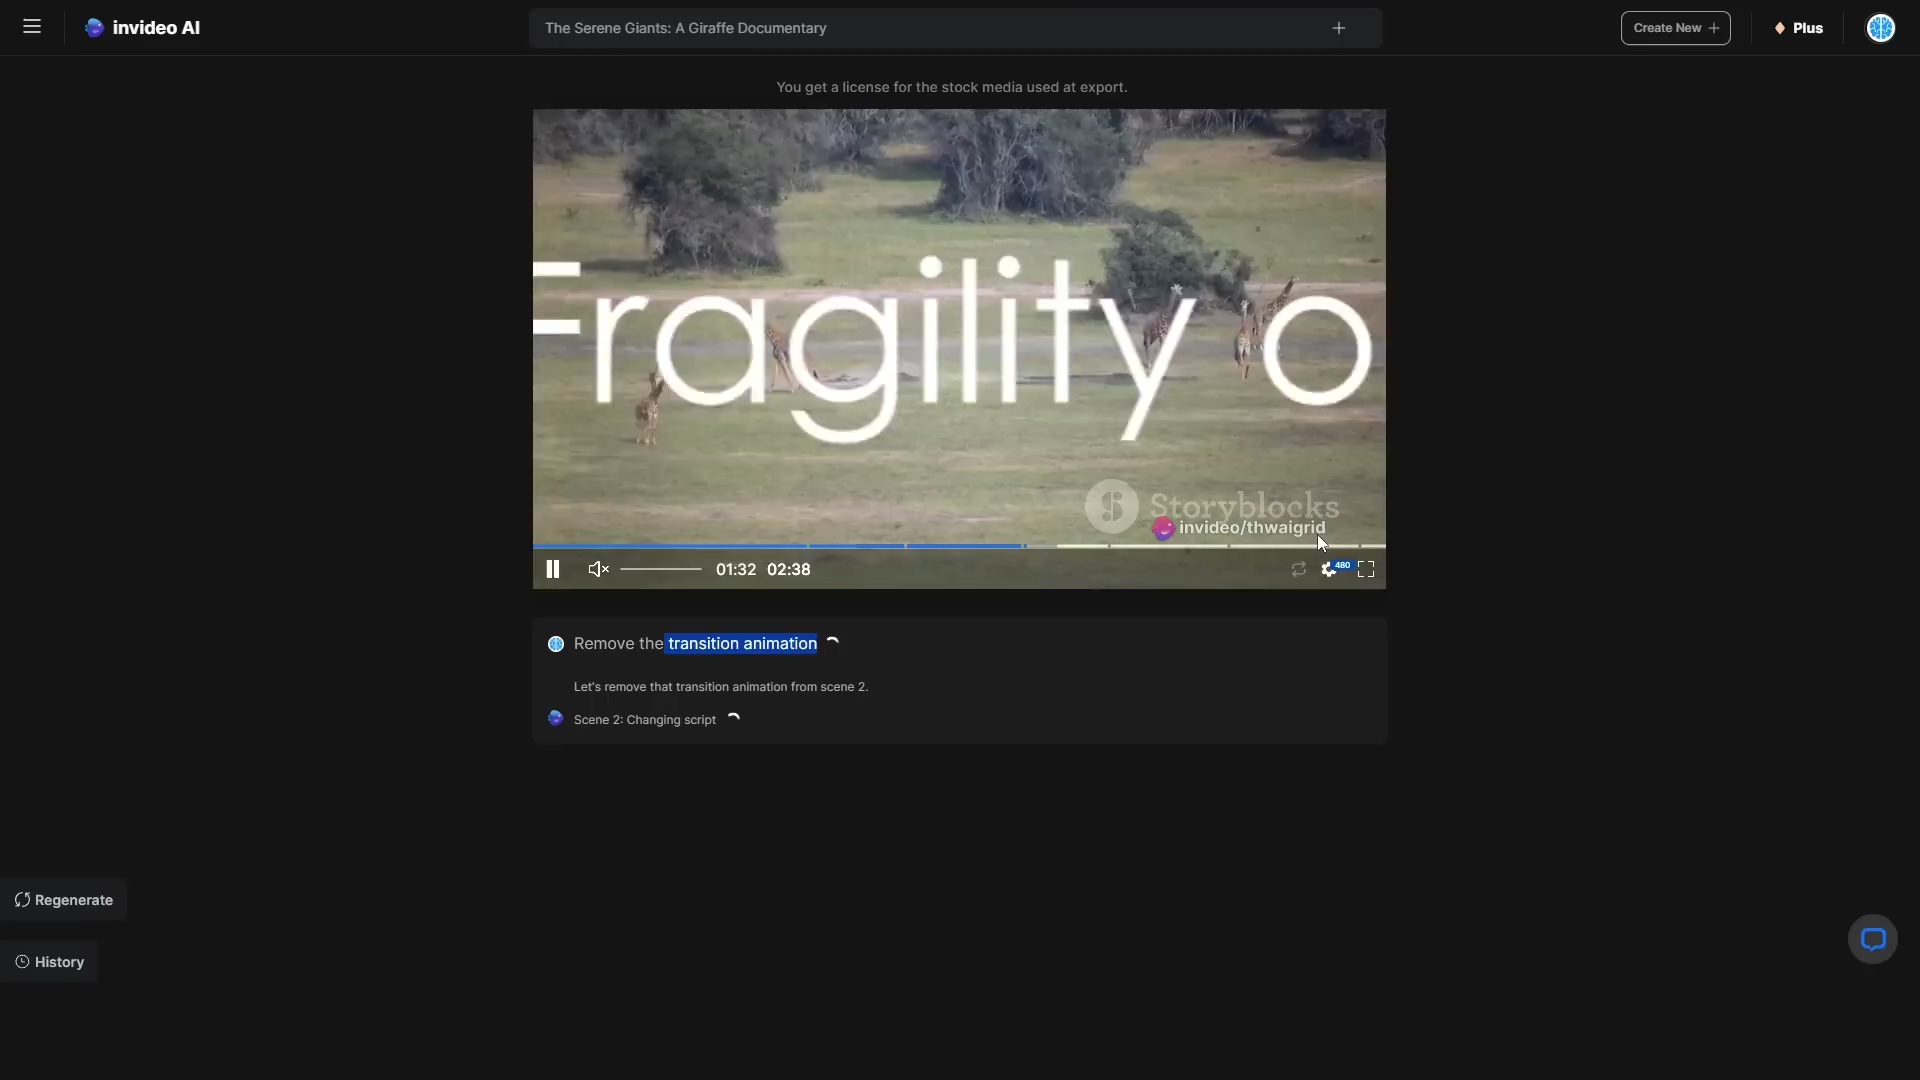 invideo AI
The Serene Giants: A Giraffe Documentary
Create New
Plus
You get a license for the stock media used at export.
Fragility o
Storyblocks
invideo/thwaigrid
01:32 02:38
480
Remove the transition animation
Let's remove that transition animation from scene 2.
Scene 2: Changing script
Regenerate
History